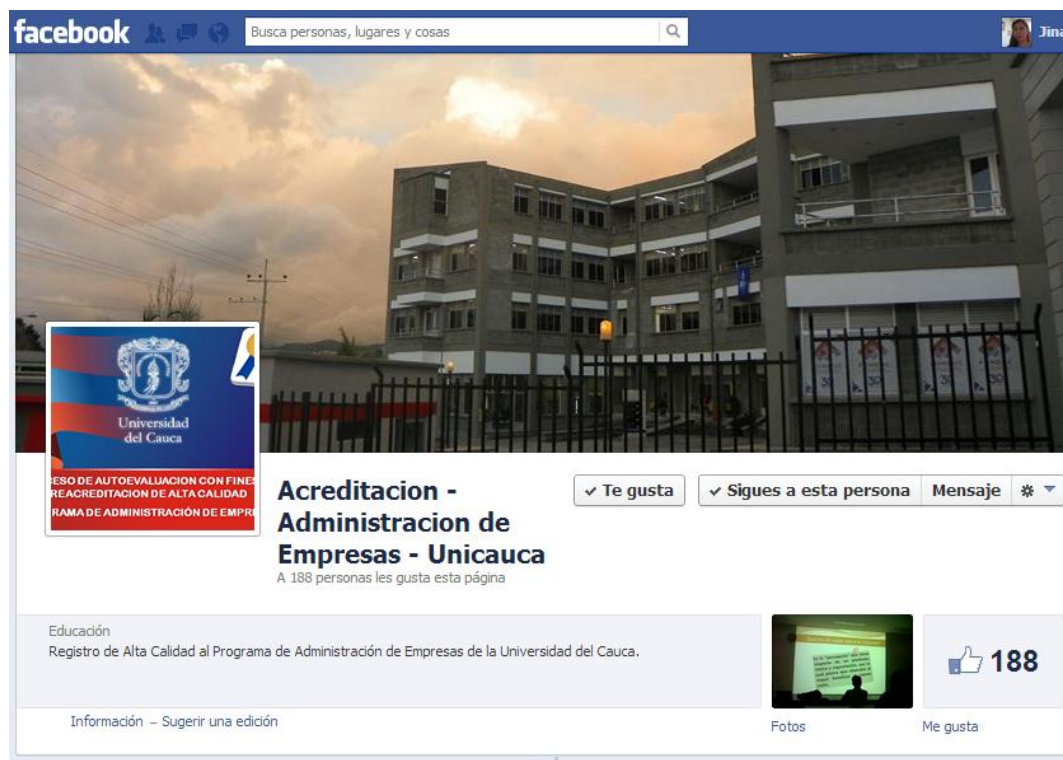 facebook
Busca personas, lugares y cosas
Jina
Universidad
del Cauca
ESO DE AUTOEVALUACION CON FINES
REACREDITACION DE ALTA CALIDAD
RAMA DE ADMINISTRACIÓN DE EMPRE
Acreditacion -
Administracion de
Empresas - Unicauca
A 188 personas les gusta esta página
Te gusta
Sigues a esta persona
Mensaje
Educación
Registro de Alta Calidad al Programa de Administración de Empresas de la Universidad del Cauca.
188
Información – Sugerir una edición
Fotos
Me gusta